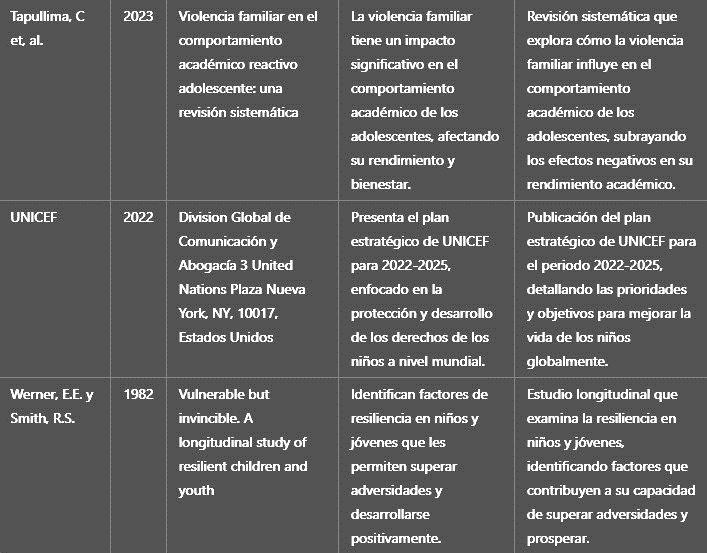 Tapullima, C
et, al.
2023
Violencia familiar en el
comportamiento
académico reactivo
adolescente: una
revisión sistemática
La violencia familiar
tiene un impacto
significativo en el
comportamiento
académico de los
adolescentes, afectando
su rendimiento y
bienestar.
Revisión sistemática que
explora cómo la violencia
familiar influye en el
comportamiento
académico de los
adolescentes, subrayando
los efectos negativos en su
rendimiento académico.
UNICEF
2022
Division Global de
Comunicación y
Abogacía 3 United
Nations Plaza Nueva
York, NY, 10017,
Estados Unidos
Presenta el plan
estratégico de UNICEF
para 2022-2025,
enfocado en la
protección y desarrollo
de los derechos de los
niños a nivel mundial.
Publicación del plan
estratégico de UNICEF para
el periodo 2022-2025,
detallando las prioridades
y objetivos para mejorar la
vida de los niños
globalmente.
Werner, E.E. y
Smith, R.S.
1982
Vulnerable but
invincible. A
longitudinal study of
resilient children and
youth
Identifican factores de
resiliencia en niños y
jóvenes que les
permiten superar
adversidades y
desarrollarse
positivamente.
Estudio longitudinal que
examina la resiliencia en
niños y jóvenes,
identificando factores que
contribuyen a su capacidad
de superar adversidades y
prosperar.